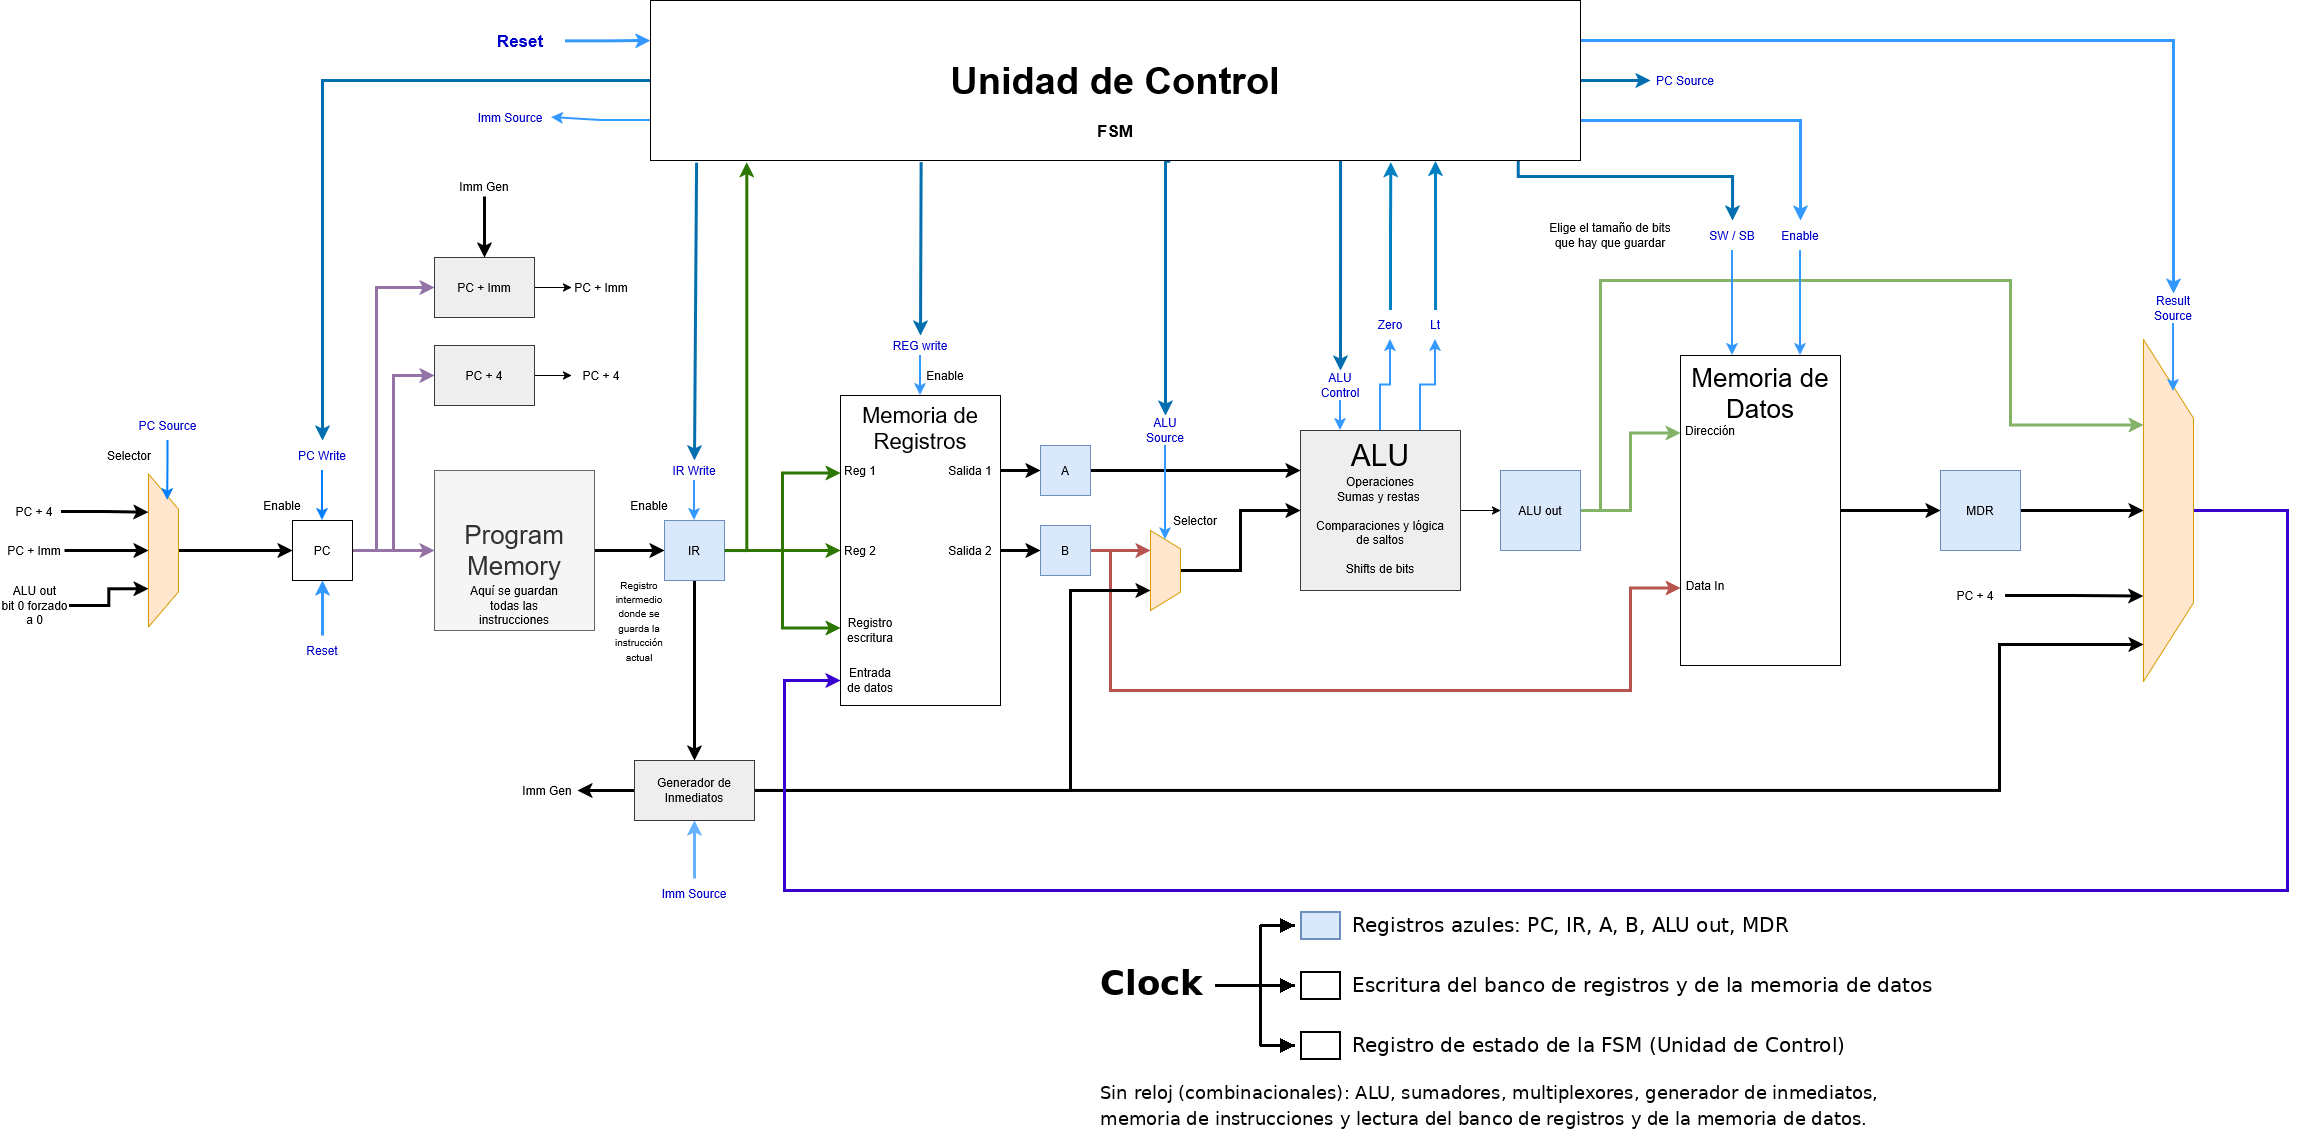 Reset
Unidad de Control
FSM
PC Source
Imm Source
Imm Gen
PC + Imm
PC + Imm
PC + 4
PC + 4
Elige el tamaño de bits
que hay que guardar
SW / SB
Enable
Result
Source
Zero
Lt
REG write
Enable
ALU
Control
ALU
Source
PC Source
Selector
PC Write
Enable
IR Write
Enable
PC + 4
PC + Imm
ALU out
bit 0 forzado
a 0
PC
Reset
Program
Memory
Aquí se guardan
todas las
instrucciones
IR
Registro
intermedio
donde se
guarda la
instrucción
actual
Memoria de
Registros
Reg 1
Salida 1
Reg 2
Salida 2
Registro
escritura
Entrada
de datos
A
B
Selector
ALU
Operaciones
Sumas y restas
Comparaciones y lógica
de saltos
Shifts de bits
ALU out
Memoria de
Datos
Dirección
Data In
MDR
PC + 4
Imm Gen
Generador de
Inmediatos
Imm Source
Clock
Registros azules: PC, IR, A, B, ALU out, MDR
Escritura del banco de registros y de la memoria de datos
Registro de estado de la FSM (Unidad de Control)
Sin reloj (combinacionales): ALU, sumadores, multiplexores, generador de inmediatos,
memoria de instrucciones y lectura del banco de registros y de la memoria de datos.